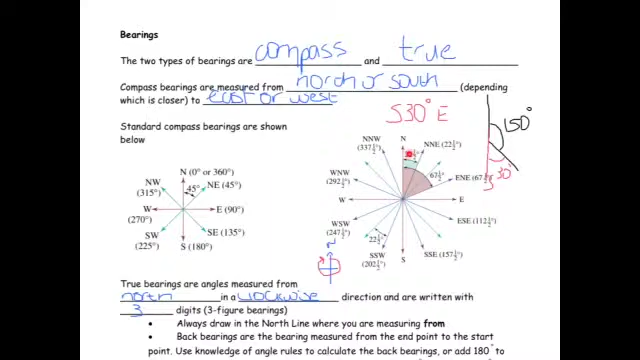 Bearings
The two types of bearings are compass and true
Compass bearings are measured from north or south (depending
which is closer) to east or west
S30° E
Standard compass bearings are shown
below
150°
30°
N (0° or 360°)
NW
(315°)
45°
NE (45°)
W
(270°)
E (90°)
SW
(225°)
SE (135°)
S (180°)
N
NNW
(337½°)
NNE (22½°)
WNW
(292½°)
67½°
ENE (67½°)
W
E
WSW
(247½°)
ESE (112½°)
22½°
SSW
(202½°)
SSE (157½°)
S
N
True bearings are angles measured from
north in a clockwise direction and are written with
3 digits (3-figure bearings)
• Always draw in the North Line where you are measuring from
• Back bearings are the bearing measured from the end point to the start
point. Use knowledge of angle rules to calculate the back bearings, or add 180° to